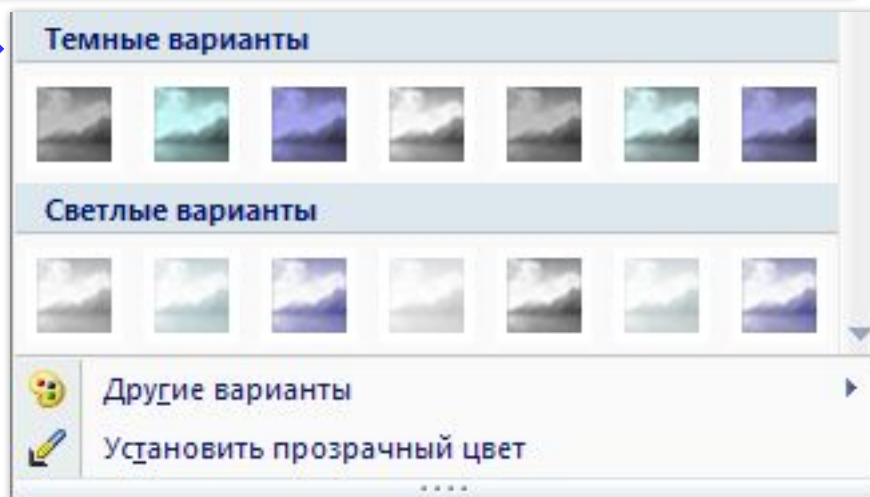 Темные варианты
Светлые варианты
Другие варианты
Установить прозрачный цвет